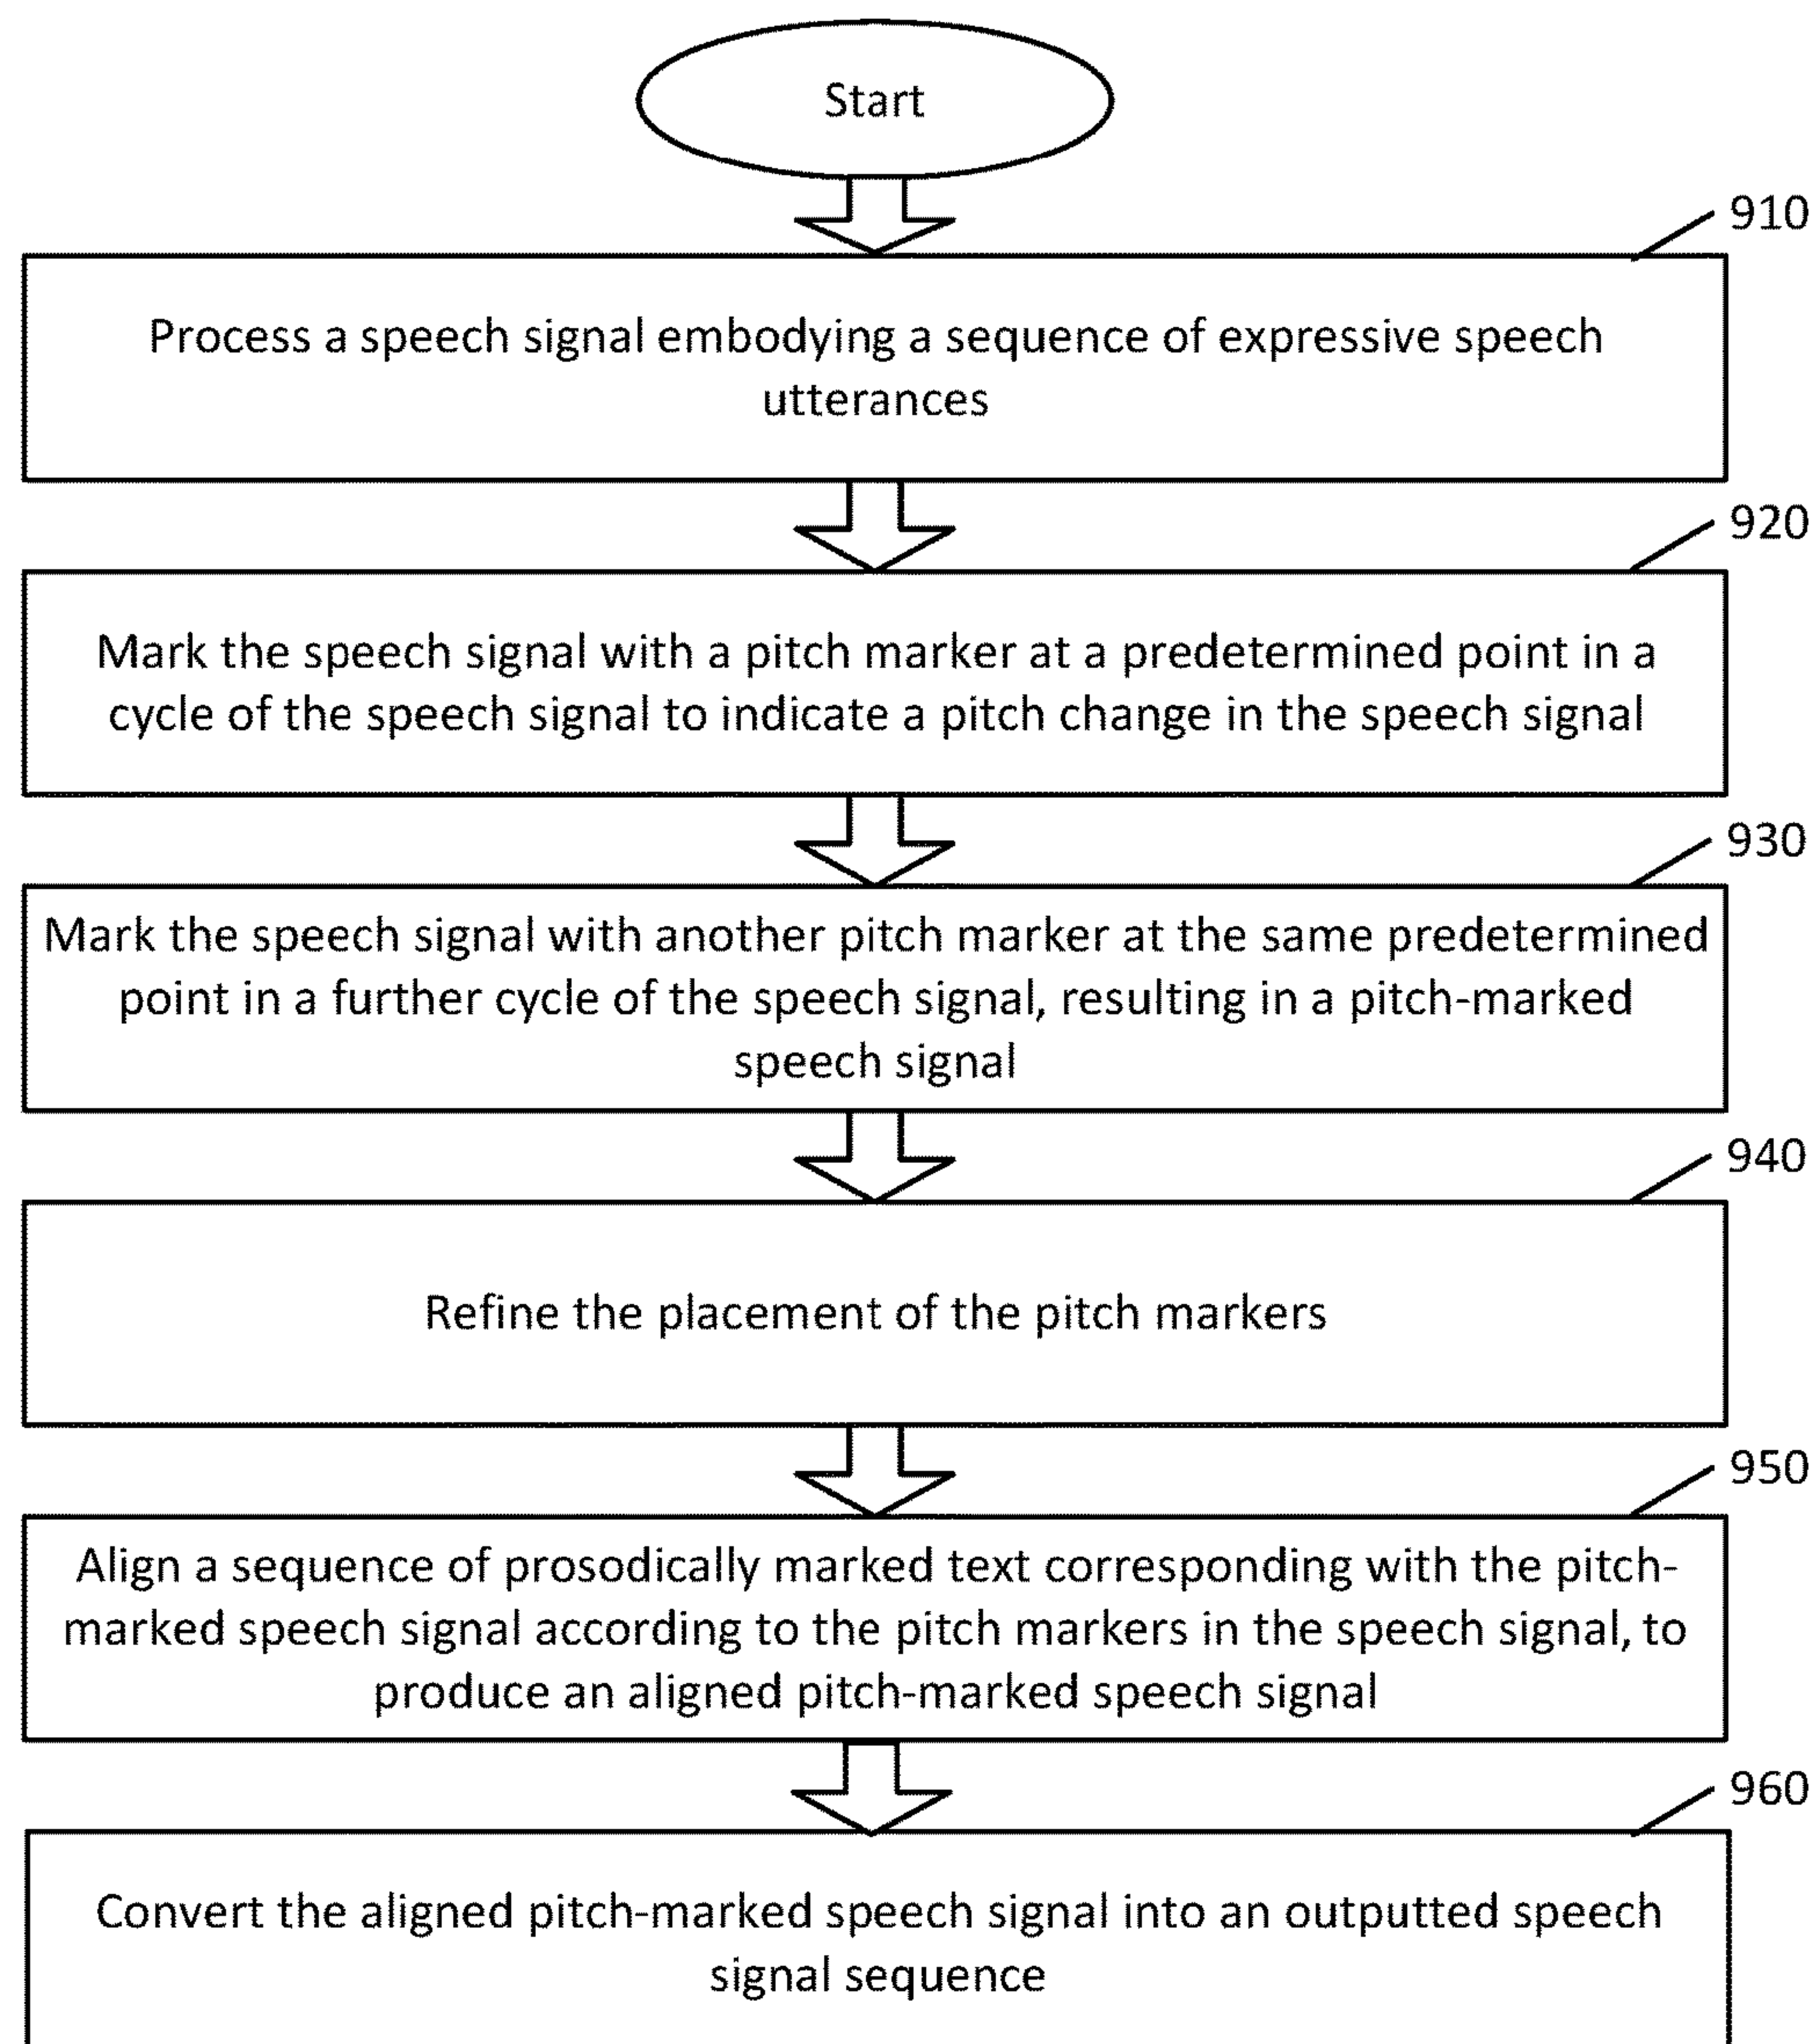 Start
910
Process a speech signal embodying a sequence of expressive speech
utterances
920
Mark the speech signal with a pitch marker at a predetermined point in a
cycle of the speech signal to indicate a pitch change in the speech signal
930
Mark the speech signal with another pitch marker at the same predetermined
point in a further cycle of the speech signal, resulting in a pitch-marked
speech signal
940
Refine the placement of the pitch markers
950
Align a sequence of prosodically marked text corresponding with the pitch-
marked speech signal according to the pitch markers in the speech signal, to
produce an aligned pitch-marked speech signal
960
Convert the aligned pitch-marked speech signal into an outputted speech
signal sequence